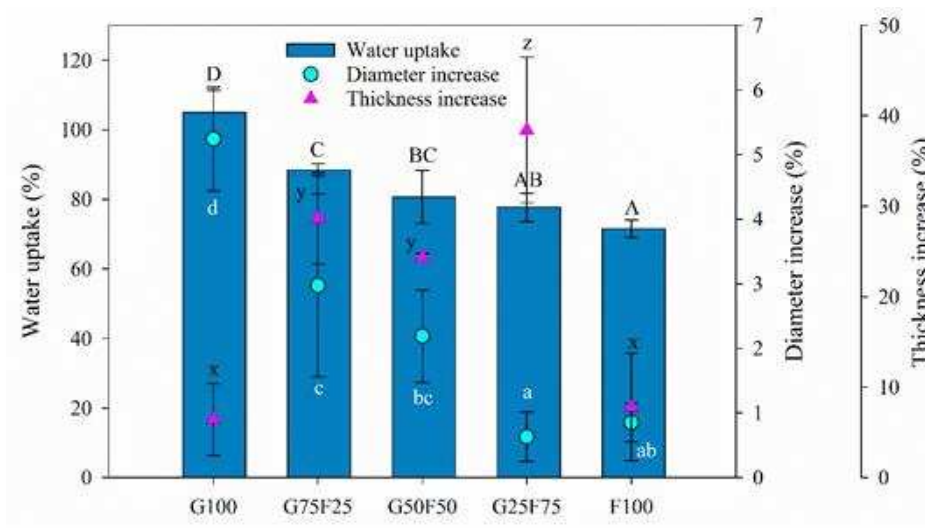 Water uptake
Diameter increase
Thickness increase
Water uptake (%)
120
100
80
60
40
20
0
Diameter increase (%)
7
6
5
4
3
2
1
0
Thickness increase (%)
50
40
30
20
10
0
D
C
BC
AB
A
z
y
y
x
x
d
c
bc
a
ab
G100 G75F25 G50F50 G25F75 F100